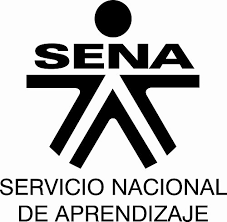 SENA
SERVICIO NACIONAL
DE APRENDIZAJE